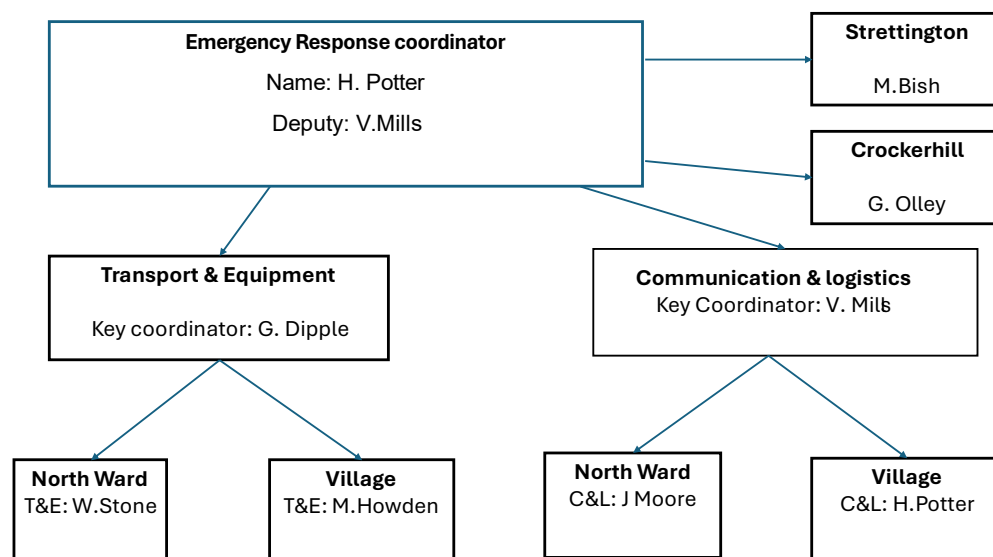 Emergency Response coordinator
Name: H. Potter
Deputy: V.Mills
Strettington
M.Bish
Crockerhill
G. Olley
Transport & Equipment
Key coordinator: G. Dipple
Communication & logistics
Key Coordinator: V. Mills
North Ward
T&E: W.Stone
Village
T&E: M.Howden
North Ward
C&L: J Moore
Village
C&L: H.Potter